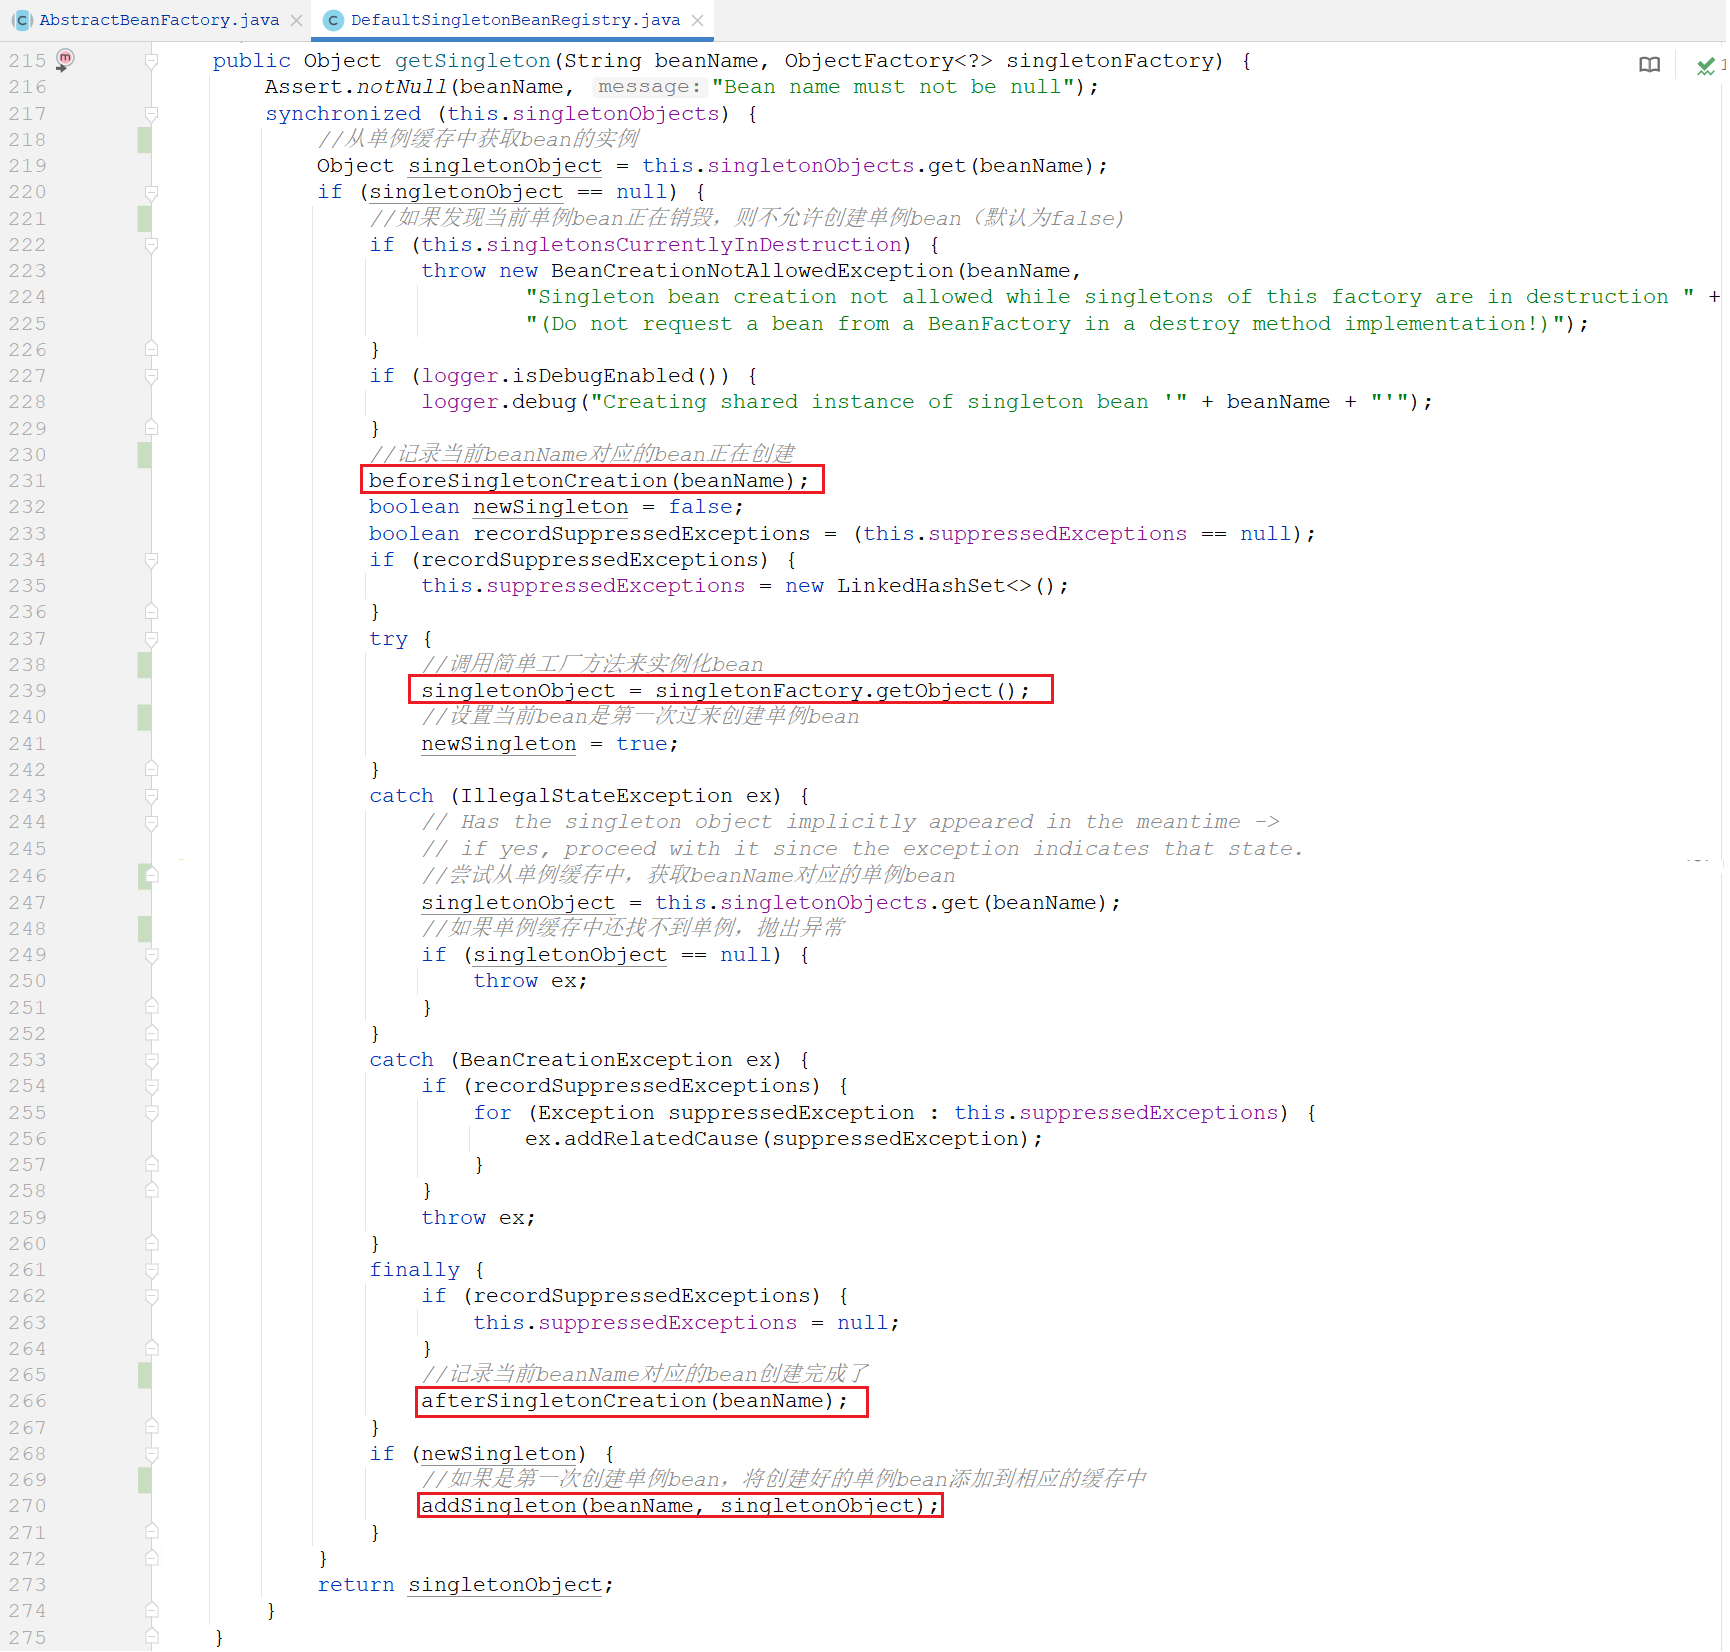 AbstractBeanFactory.java DefaultSingletonBeanRegistry.java
215 public Object getSingleton(String beanName, ObjectFactory<?> singletonFactory) {
216 Assert.notNull(beanName, message: "Bean name must not be null");
217 synchronized (this.singletonObjects) {
218 //从单例缓存中获取bean的实例
219 Object singletonObject = this.singletonObjects.get(beanName);
220 if (singletonObject == null) {
221 //如果发现当前单例bean正在销毁，则不允许创建单例bean（默认为false）
222 if (this.singletonsCurrentlyInDestruction) {
223 throw new BeanCreationNotAllowedException(beanName,
224 "Singleton bean creation not allowed while singletons of this factory are in destruction " +
225 "(Do not request a bean from a BeanFactory in a destroy method implementation!)");
226 }
227 if (logger.isDebugEnabled()) {
228 logger.debug("Creating shared instance of singleton bean '" + beanName + "'");
229 }
230 //记录当前beanName对应的bean正在创建
231 beforeSingletonCreation(beanName);
232 boolean newSingleton = false;
233 boolean recordSuppressedExceptions = (this.suppressedExceptions == null);
234 if (recordSuppressedExceptions) {
235 this.suppressedExceptions = new LinkedHashSet<>();
236 }
237 try {
238 //调用简单工厂方法来实例化bean
239 singletonObject = singletonFactory.getObject();
240 //设置当前bean是第一次过来创建单例bean
241 newSingleton = true;
242 }
243 catch (IllegalStateException ex) {
244 // Has the singleton object implicitly appeared in the meantime ->
245 // if yes, proceed with it since the exception indicates that state.
246 //尝试从单例缓存中，获取beanName对应的单例bean
247 singletonObject = this.singletonObjects.get(beanName);
248 //如果单例缓存中还找不到单例，抛出异常
249 if (singletonObject == null) {
250 throw ex;
251 }
252 }
253 catch (BeanCreationException ex) {
254 if (recordSuppressedExceptions) {
255 for (Exception suppressedException : this.suppressedExceptions) {
256 ex.addRelatedCause(suppressedException);
257 }
258 }
259 throw ex;
260 }
261 finally {
262 if (recordSuppressedExceptions) {
263 this.suppressedExceptions = null;
264 }
265 //记录当前beanName对应的bean创建完成了
266 afterSingletonCreation(beanName);
267 }
268 if (newSingleton) {
269 //如果是第一次创建单例bean，将创建好的单例bean添加到相应的缓存中
270 addSingleton(beanName, singletonObject);
271 }
272 }
273 return singletonObject;
274 }
275 }